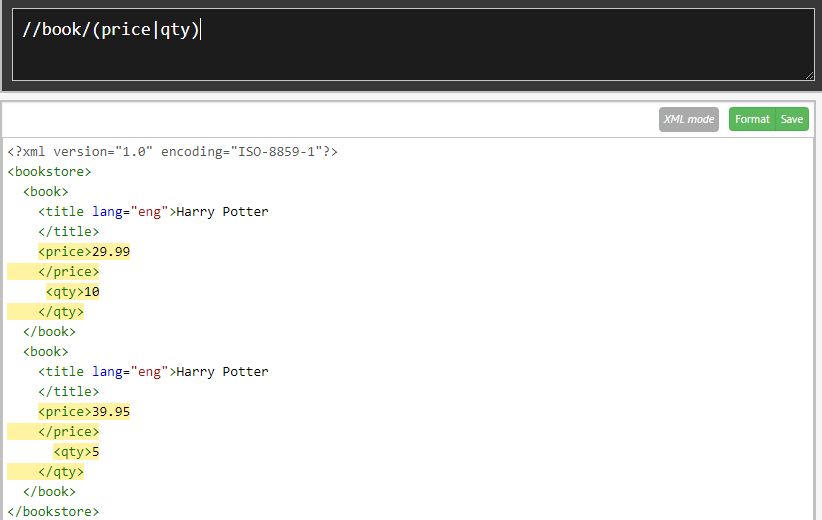 //book/(price|qty)
XML mode Format Save
<?xml version="1.0" encoding="ISO-8859-1"?>
<bookstore>
<book>
<title lang="eng">Harry Potter
</title>
<price>29.99
</price>
<qty>10
</qty>
</book>
<book>
<title lang="eng">Harry Potter
</title>
<price>39.95
</price>
<qty>5
</qty>
</book>
</bookstore>